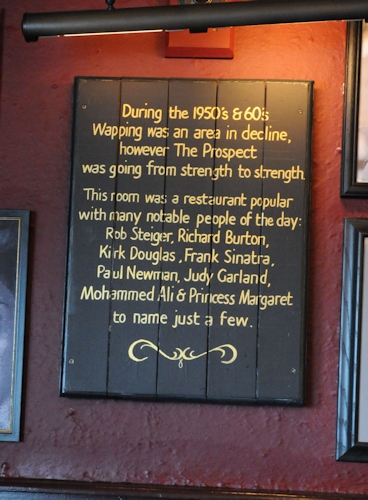 During the 1950's & 60's
Wapping was an area in decline,
however The Prospect
was going from strength to strength.
This room was a restaurant popular
with many notable people of the day:
Rob Steiger, Richard Burton,
Kirk Douglas, Frank Sinatra,
Paul Newman, Judy Garland,
Mohammed Ali & Princess Margaret
to name just a few.